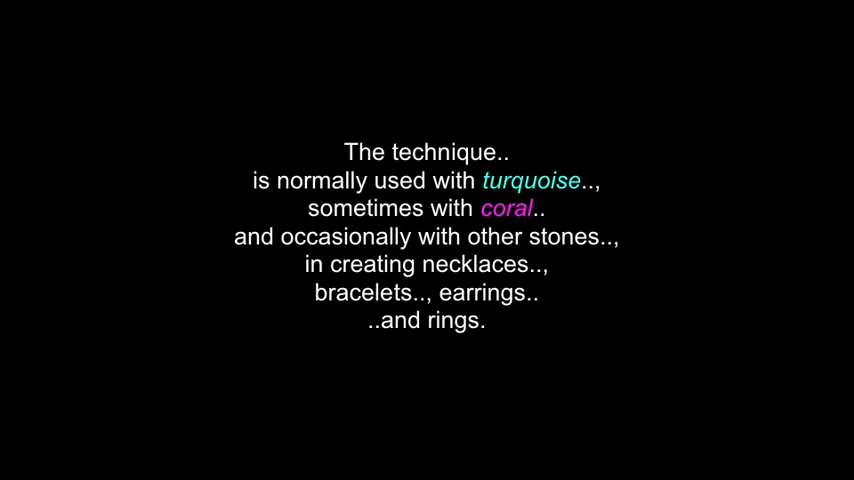 The technique..
is normally used with turquoise..,
sometimes with coral..
and occasionally with other stones..,
in creating necklaces..,
bracelets.., earrings..
..and rings.